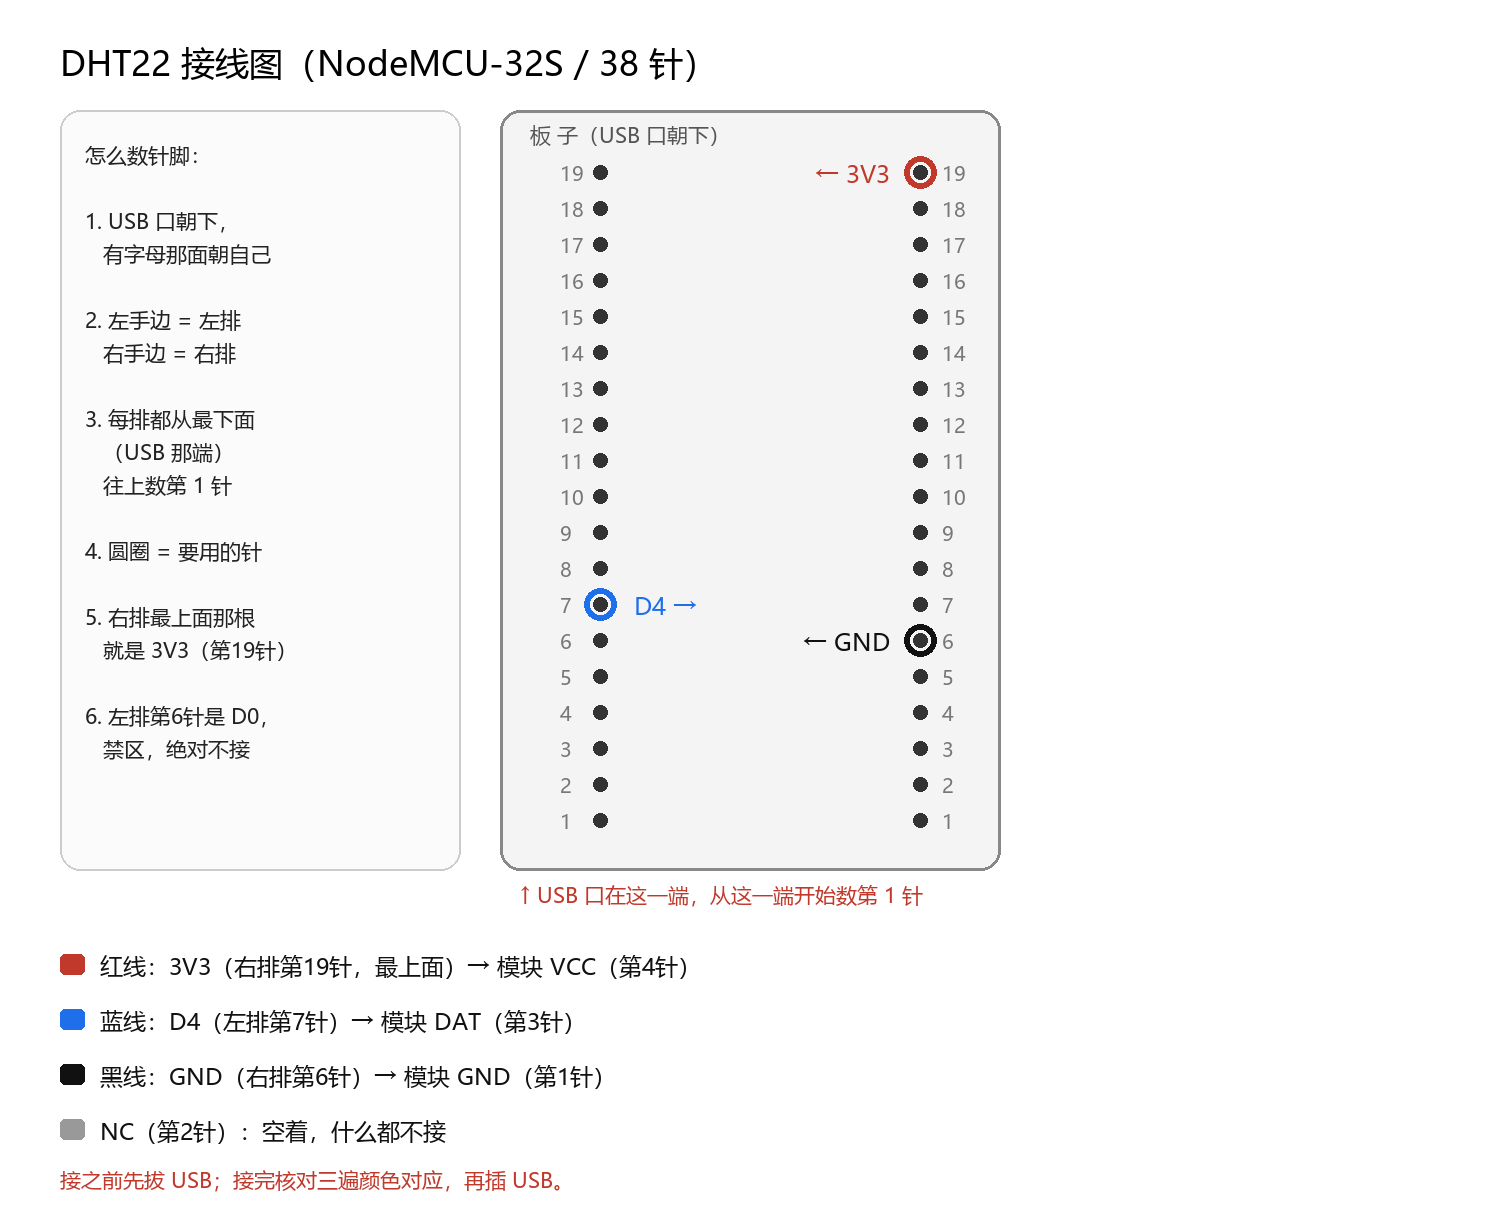 DHT22 接线图（NodeMCU-32S / 38 针）
怎么数针脚：
1. USB 口朝下，
有字母那面朝自己
2. 左手边 = 左排
右手边 = 右排
3. 每排都从最下面
（USB 那端）
往上数第 1 针
4. 圆圈 = 要用的针
5. 右排最上面那根
就是 3V3（第19针）
6. 左排第6针是 D0，
禁区，绝对不接
板 子（USB 口朝下）
19 ← 3V3 19
18 18
17 17
16 16
15 15
14 14
13 13
12 12
11 11
10 10
9 9
8 8
7 D4 → 7
6 ← GND 6
5 5
4 4
3 3
2 2
1 1
↑ USB 口在这一端，从这一端开始数第 1 针
红线：3V3（右排第19针，最上面）→ 模块 VCC（第4针）
蓝线：D4（左排第7针）→ 模块 DAT（第3针）
黑线：GND（右排第6针）→ 模块 GND（第1针）
NC（第2针）：空着，什么都不接
接之前先拔 USB；接完核对三遍颜色对应，再插 USB。